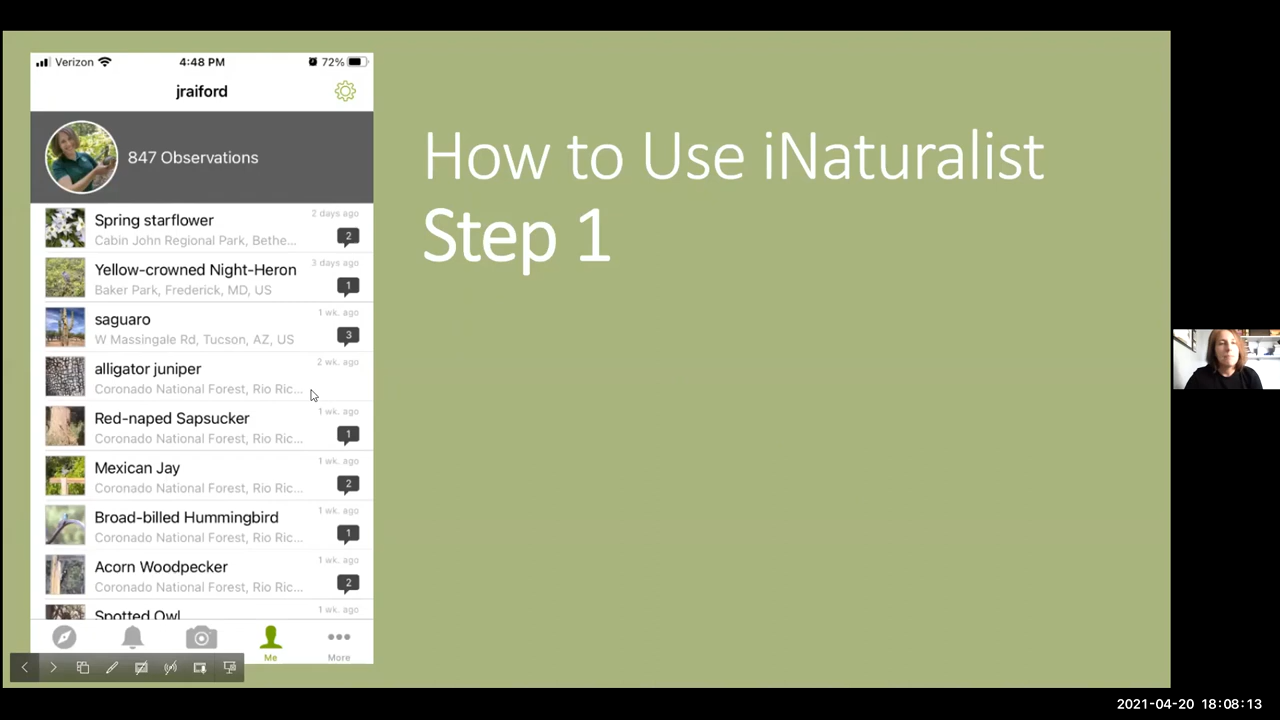 Verizon 4:48 PM 72%
jraiford
847 Observations
How to Use iNaturalist
Step 1
Spring starflower 2 days ago
Cabin John Regional Park, Bethe... 2
Yellow-crowned Night-Heron 3 days ago
Baker Park, Frederick, MD, US 1
saguaro 1 wk. ago
W Massingale Rd, Tucson, AZ, US 3
alligator juniper 2 wk. ago
Coronado National Forest, Rio Ric...
Red-naped Sapsucker 1 wk. ago
Coronado National Forest, Rio Ric... 1
Mexican Jay 1 wk. ago
Coronado National Forest, Rio Ric... 2
Broad-billed Hummingbird 1 wk. ago
Coronado National Forest, Rio Ric... 1
Acorn Woodpecker 1 wk. ago
Coronado National Forest, Rio Ric... 2
Spotted Owl 1 wk. ago
Me More
2021-04-20 18:08:13